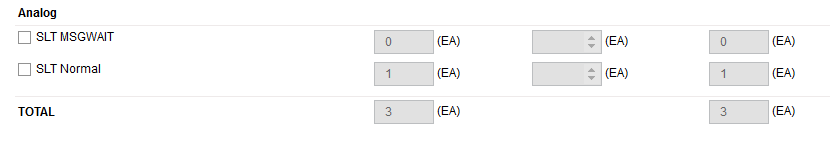 Analog
SLT MSGWAIT 0 (EA) (EA) 0 (EA)
SLT Normal 1 (EA) (EA) 1 (EA)
TOTAL 3 (EA) 3 (EA)